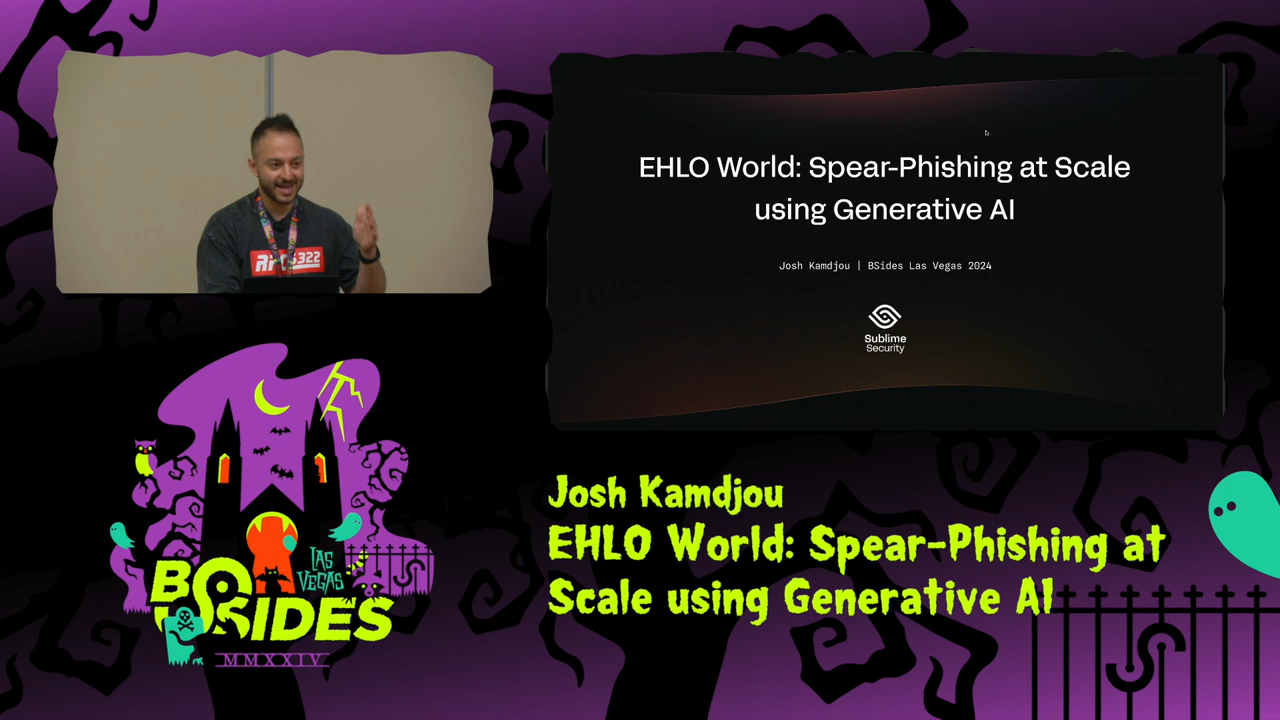 RFC5322
EHLO World: Spear-Phishing at Scale
using Generative AI
Josh Kamdjou | BSides Las Vegas 2024
Sublime
Security
LAS
VEGAS
BSIDES
MMXXIV
Josh Kamdjou
EHLO World: Spear-Phishing at
Scale using Generative AI